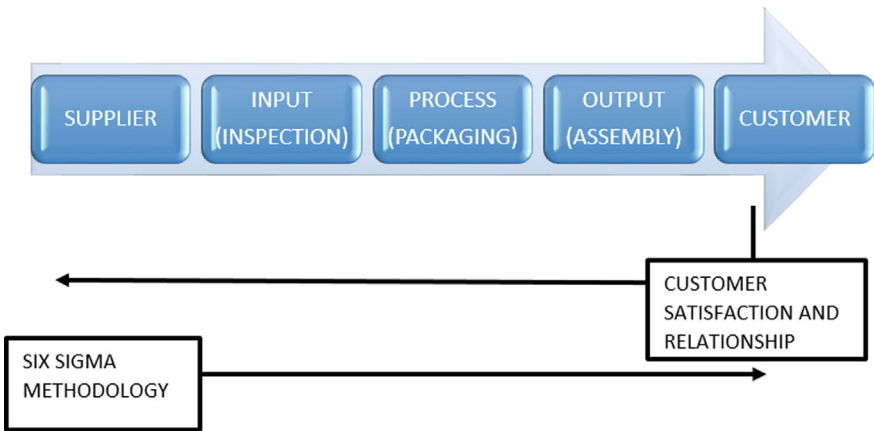 SUPPLIER
INPUT
(INSPECTION)
PROCESS
(PACKAGING)
OUTPUT
(ASSEMBLY)
CUSTOMER
CUSTOMER
SATISFACTION AND
RELATIONSHIP
SIX SIGMA
METHODOLOGY